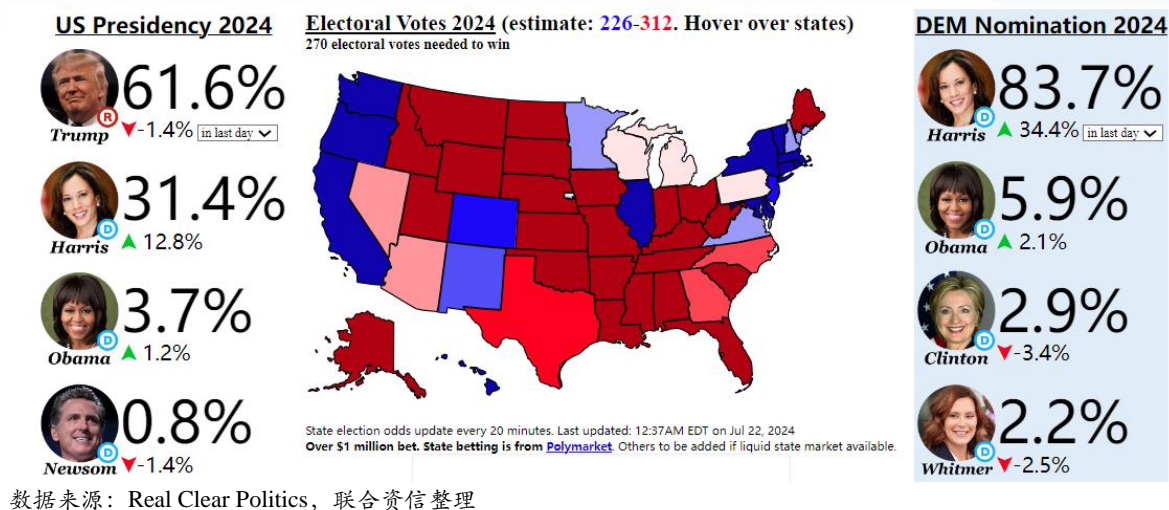 US Presidency 2024
61.6%
R
Trump
-1.4%
in last day
31.4%
D
Harris
12.8%
3.7%
D
Obama
1.2%
0.8%
D
Newsom
-1.4%
Electoral Votes 2024 (estimate: 226-312. Hover over states)
270 electoral votes needed to win
State election odds update every 20 minutes. Last updated: 12:37AM EDT on Jul 22, 2024
Over $1 million bet. State betting is from Polymarket. Others to be added if liquid state market available.
DEM Nomination 2024
83.7%
D
Harris
34.4%
in last day
5.9%
D
Obama
2.1%
2.9%
D
Clinton
-3.4%
2.2%
D
Whitmer
-2.5%
数据来源：Real Clear Politics，联合资信整理